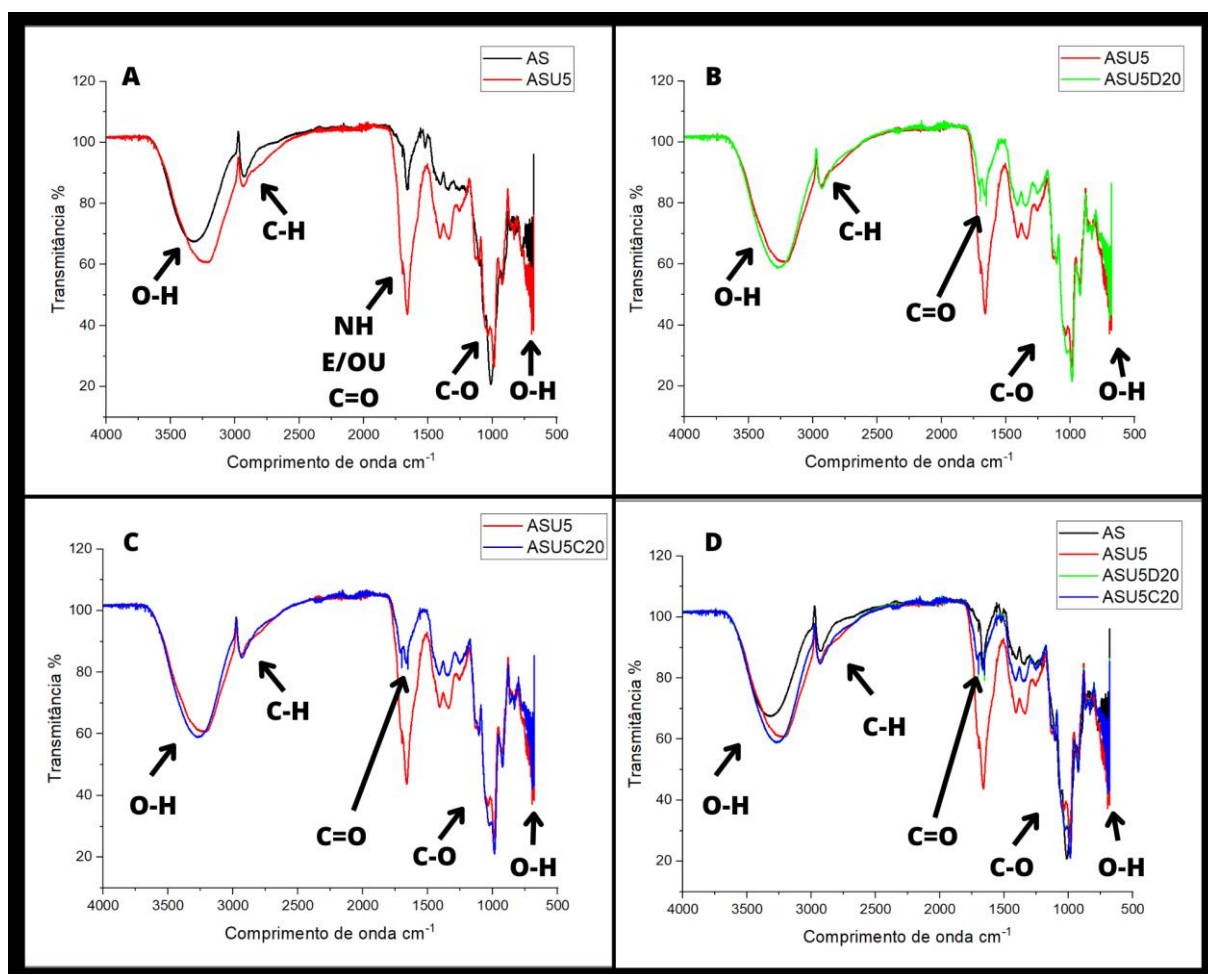 A
AS
ASU5
120
100
80
60
40
20
Transmitância %
O-H
C-H
NH
E/OU
C=O
C-O
O-H
4000 3500 3000 2500 2000 1500 1000 500
Comprimento de onda cm⁻¹
B
ASU5
ASU5D20
120
100
80
60
40
20
Transmitância %
O-H
C-H
C=O
C-O
O-H
4000 3500 3000 2500 2000 1500 1000 500
Comprimento de onda cm⁻¹
C
ASU5
ASU5C20
120
100
80
60
40
20
Transmitância %
O-H
C-H
C=O
C-O
O-H
4000 3500 3000 2500 2000 1500 1000 500
Comprimento de onda cm⁻¹
D
AS
ASU5
ASU5D20
ASU5C20
120
100
80
60
40
20
Transmitância %
O-H
C-H
C=O
C-O
O-H
4000 3500 3000 2500 2000 1500 1000 500
Comprimento de onda cm⁻¹